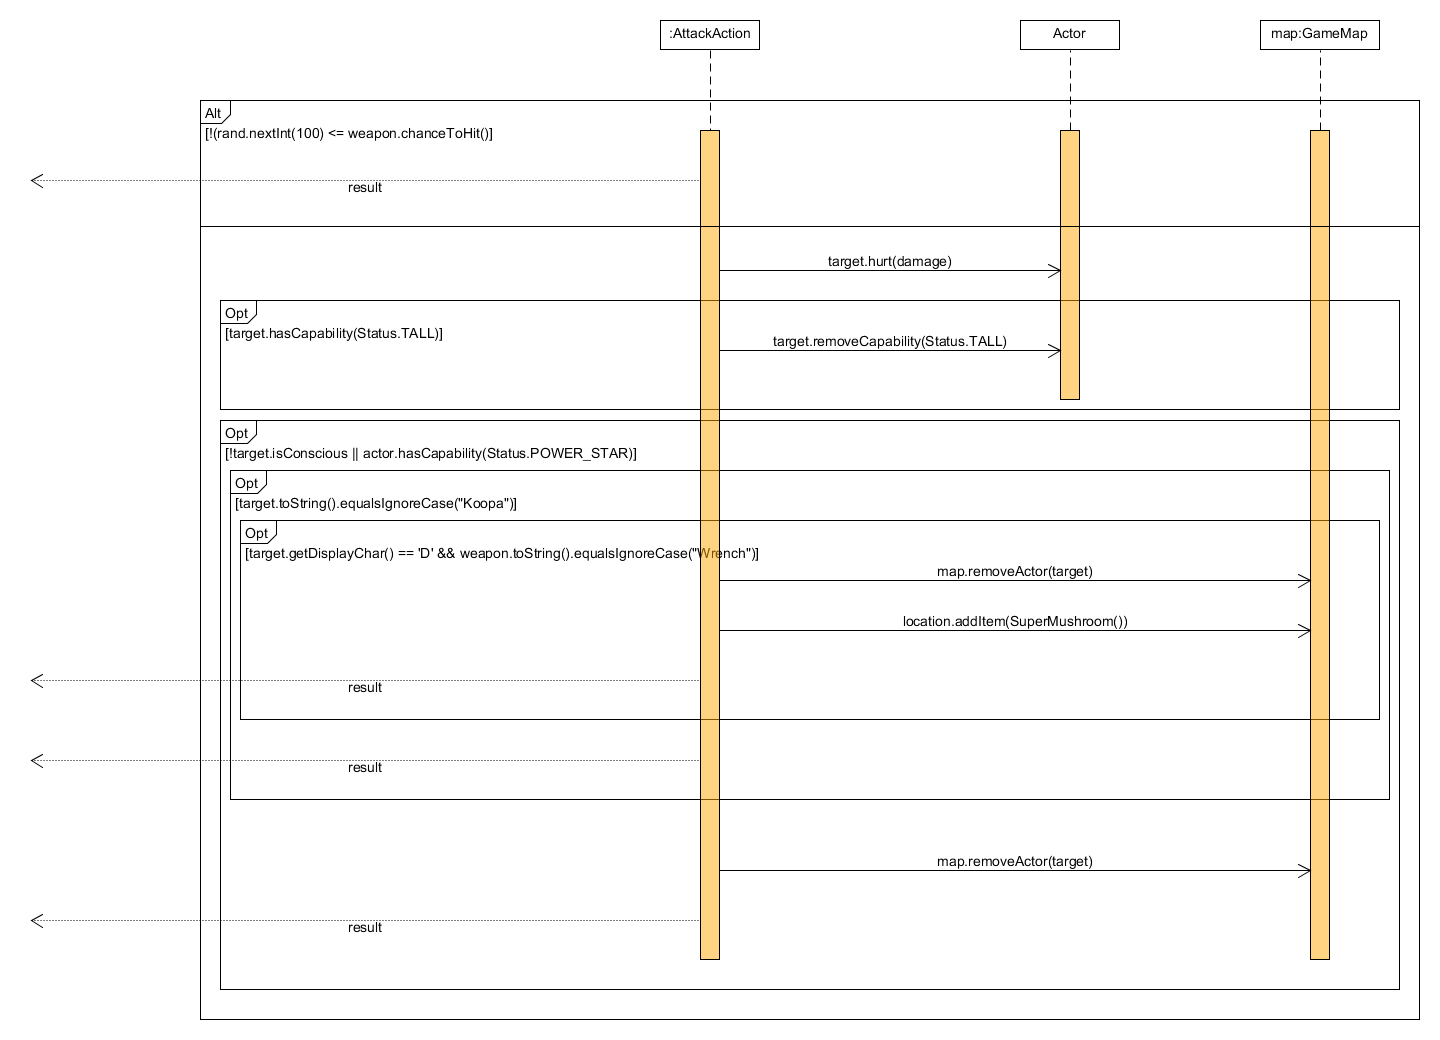 :AttackAction
Actor
map:GameMap
Alt
[!(rand.nextInt(100) <= weapon.chanceToHit()]
result
target.hurt(damage)
Opt
[target.hasCapability(Status.TALL)]
target.removeCapability(Status.TALL)
Opt
[!target.isConscious || actor.hasCapability(Status.POWER_STAR)]
Opt
[target.toString().equalsIgnoreCase("Koopa")]
Opt
[target.getDisplayChar() == 'D' && weapon.toString().equalsIgnoreCase("Wrench")]
map.removeActor(target)
location.addItem(SuperMushroom())
result
result
map.removeActor(target)
result